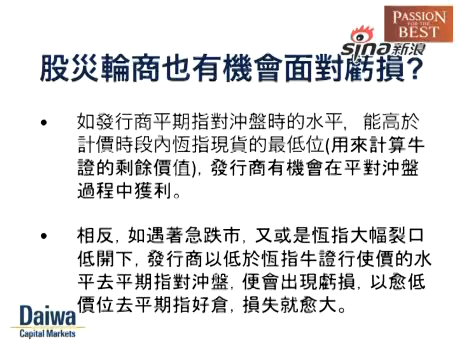 PASSION
FOR THE
BEST
sina新浪
股災輪商也有機會面對虧損?
• 如發行商平期指對沖盤時的水平，能高於
計價時段內恆指現貨的最低位(用來計算牛
證的剩餘價值)，發行商有機會在平對沖盤
過程中獲利。
• 相反，如遇著急跌市，又或是恆指大幅裂口
低開下，發行商以低於恆指牛證行使價的水
平去平期指對沖盤，便會出現虧損，以愈低
價位去平期指好倉，損失就愈大。
Daiwa
Capital Markets